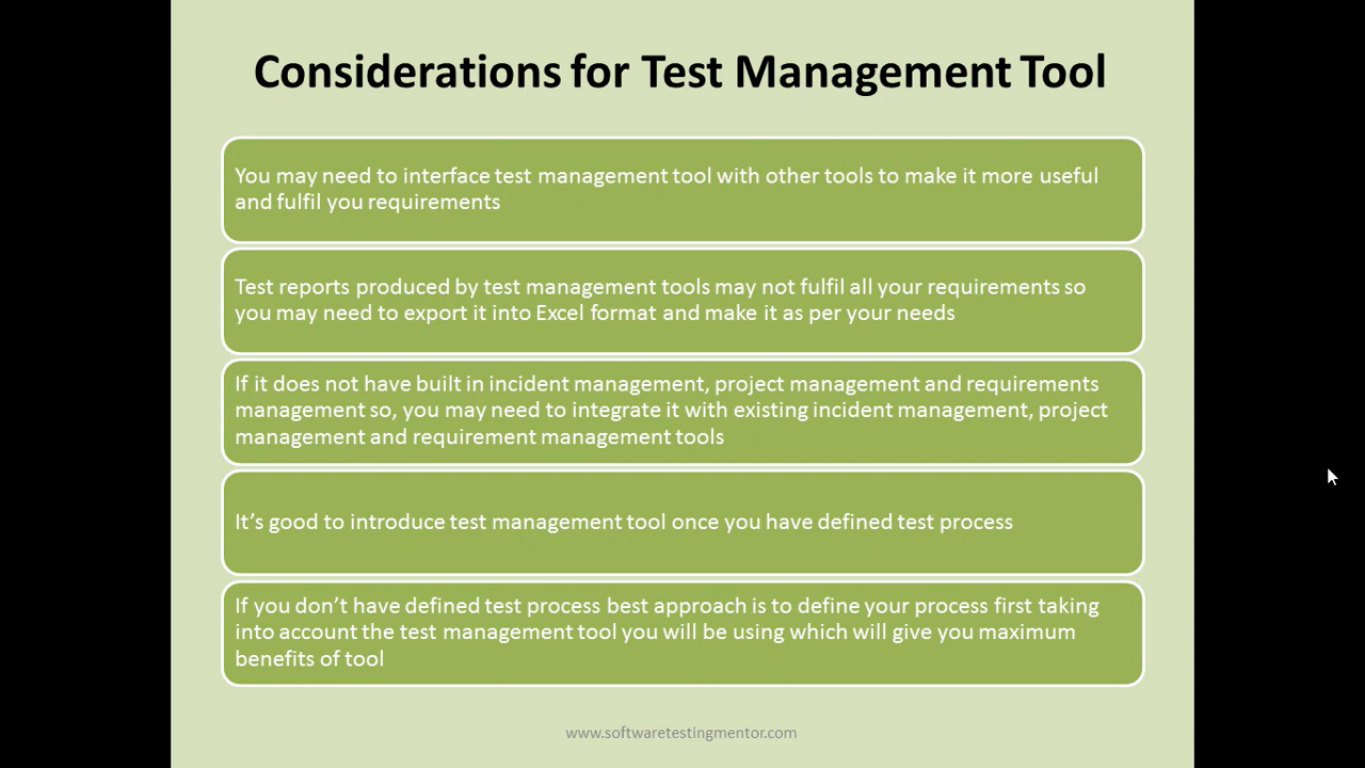 Considerations for Test Management Tool
You may need to interface test management tool with other tools to make it more useful
and fulfil you requirements
Test reports produced by test management tools may not fulfil all your requirements so
you may need to export it into Excel format and make it as per your needs
If it does not have built in incident management, project management and requirements
management so, you may need to integrate it with existing incident management, project
management and requirement management tools
It’s good to introduce test management tool once you have defined test process
If you don’t have defined test process best approach is to define your process first taking
into account the test management tool you will be using which will give you maximum
benefits of tool
www.softwaretestingmentor.com